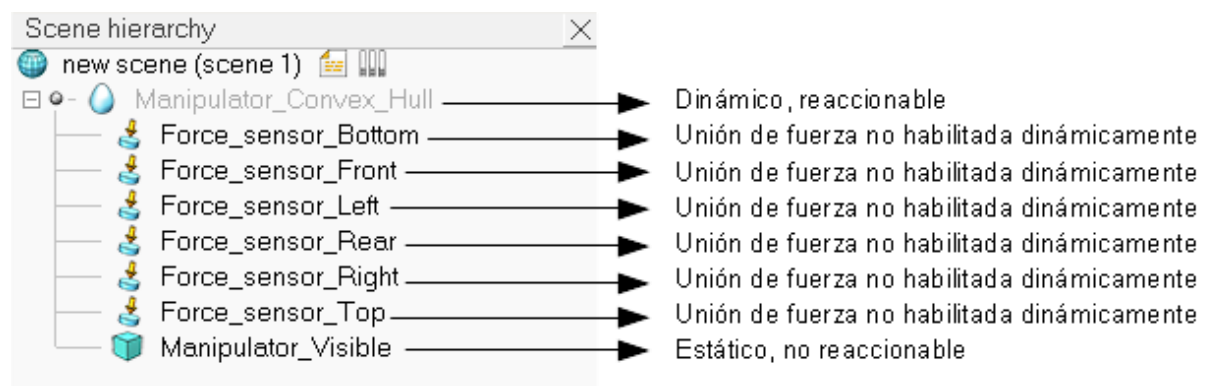 Scene hierarchy
new scene (scene 1)
Manipulator_Convex_Hull Dinámico, reaccionable
Force_sensor_Bottom Unión de fuerza no habilitada dinámicamente
Force_sensor_Front Unión de fuerza no habilitada dinámicamente
Force_sensor_Left Unión de fuerza no habilitada dinámicamente
Force_sensor_Rear Unión de fuerza no habilitada dinámicamente
Force_sensor_Right Unión de fuerza no habilitada dinámicamente
Force_sensor_Top Unión de fuerza no habilitada dinámicamente
Manipulator_Visible Estático, no reaccionable